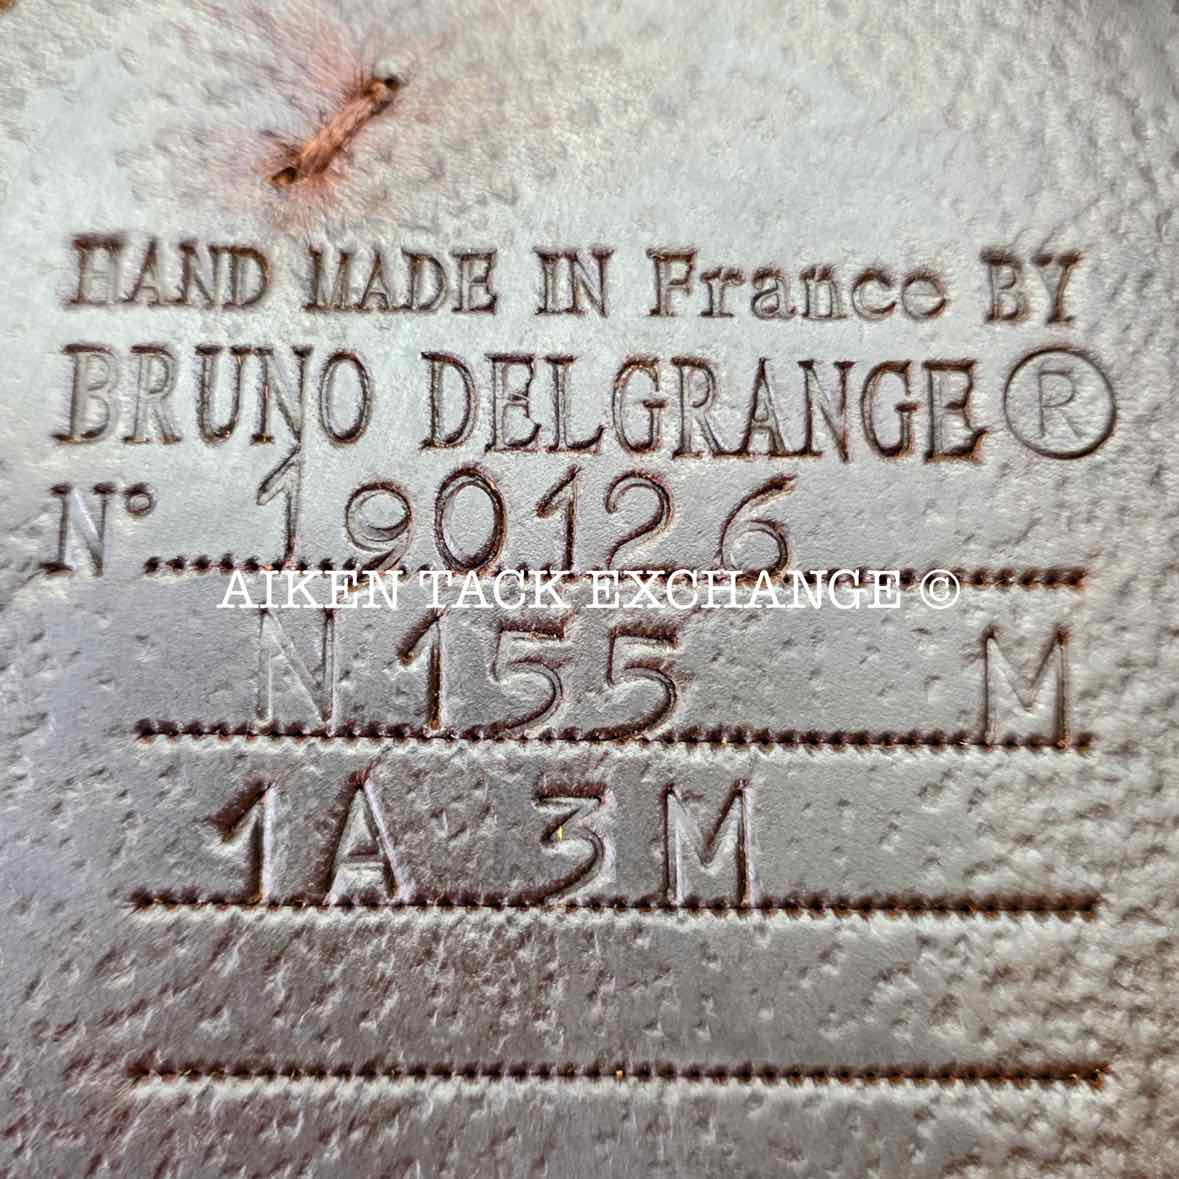 HAND MADE IN France BY
BRUNO DELGRANGE ®
N° 190126
AIKEN TACK EXCHANGE ©
N 155 M
1A 3M